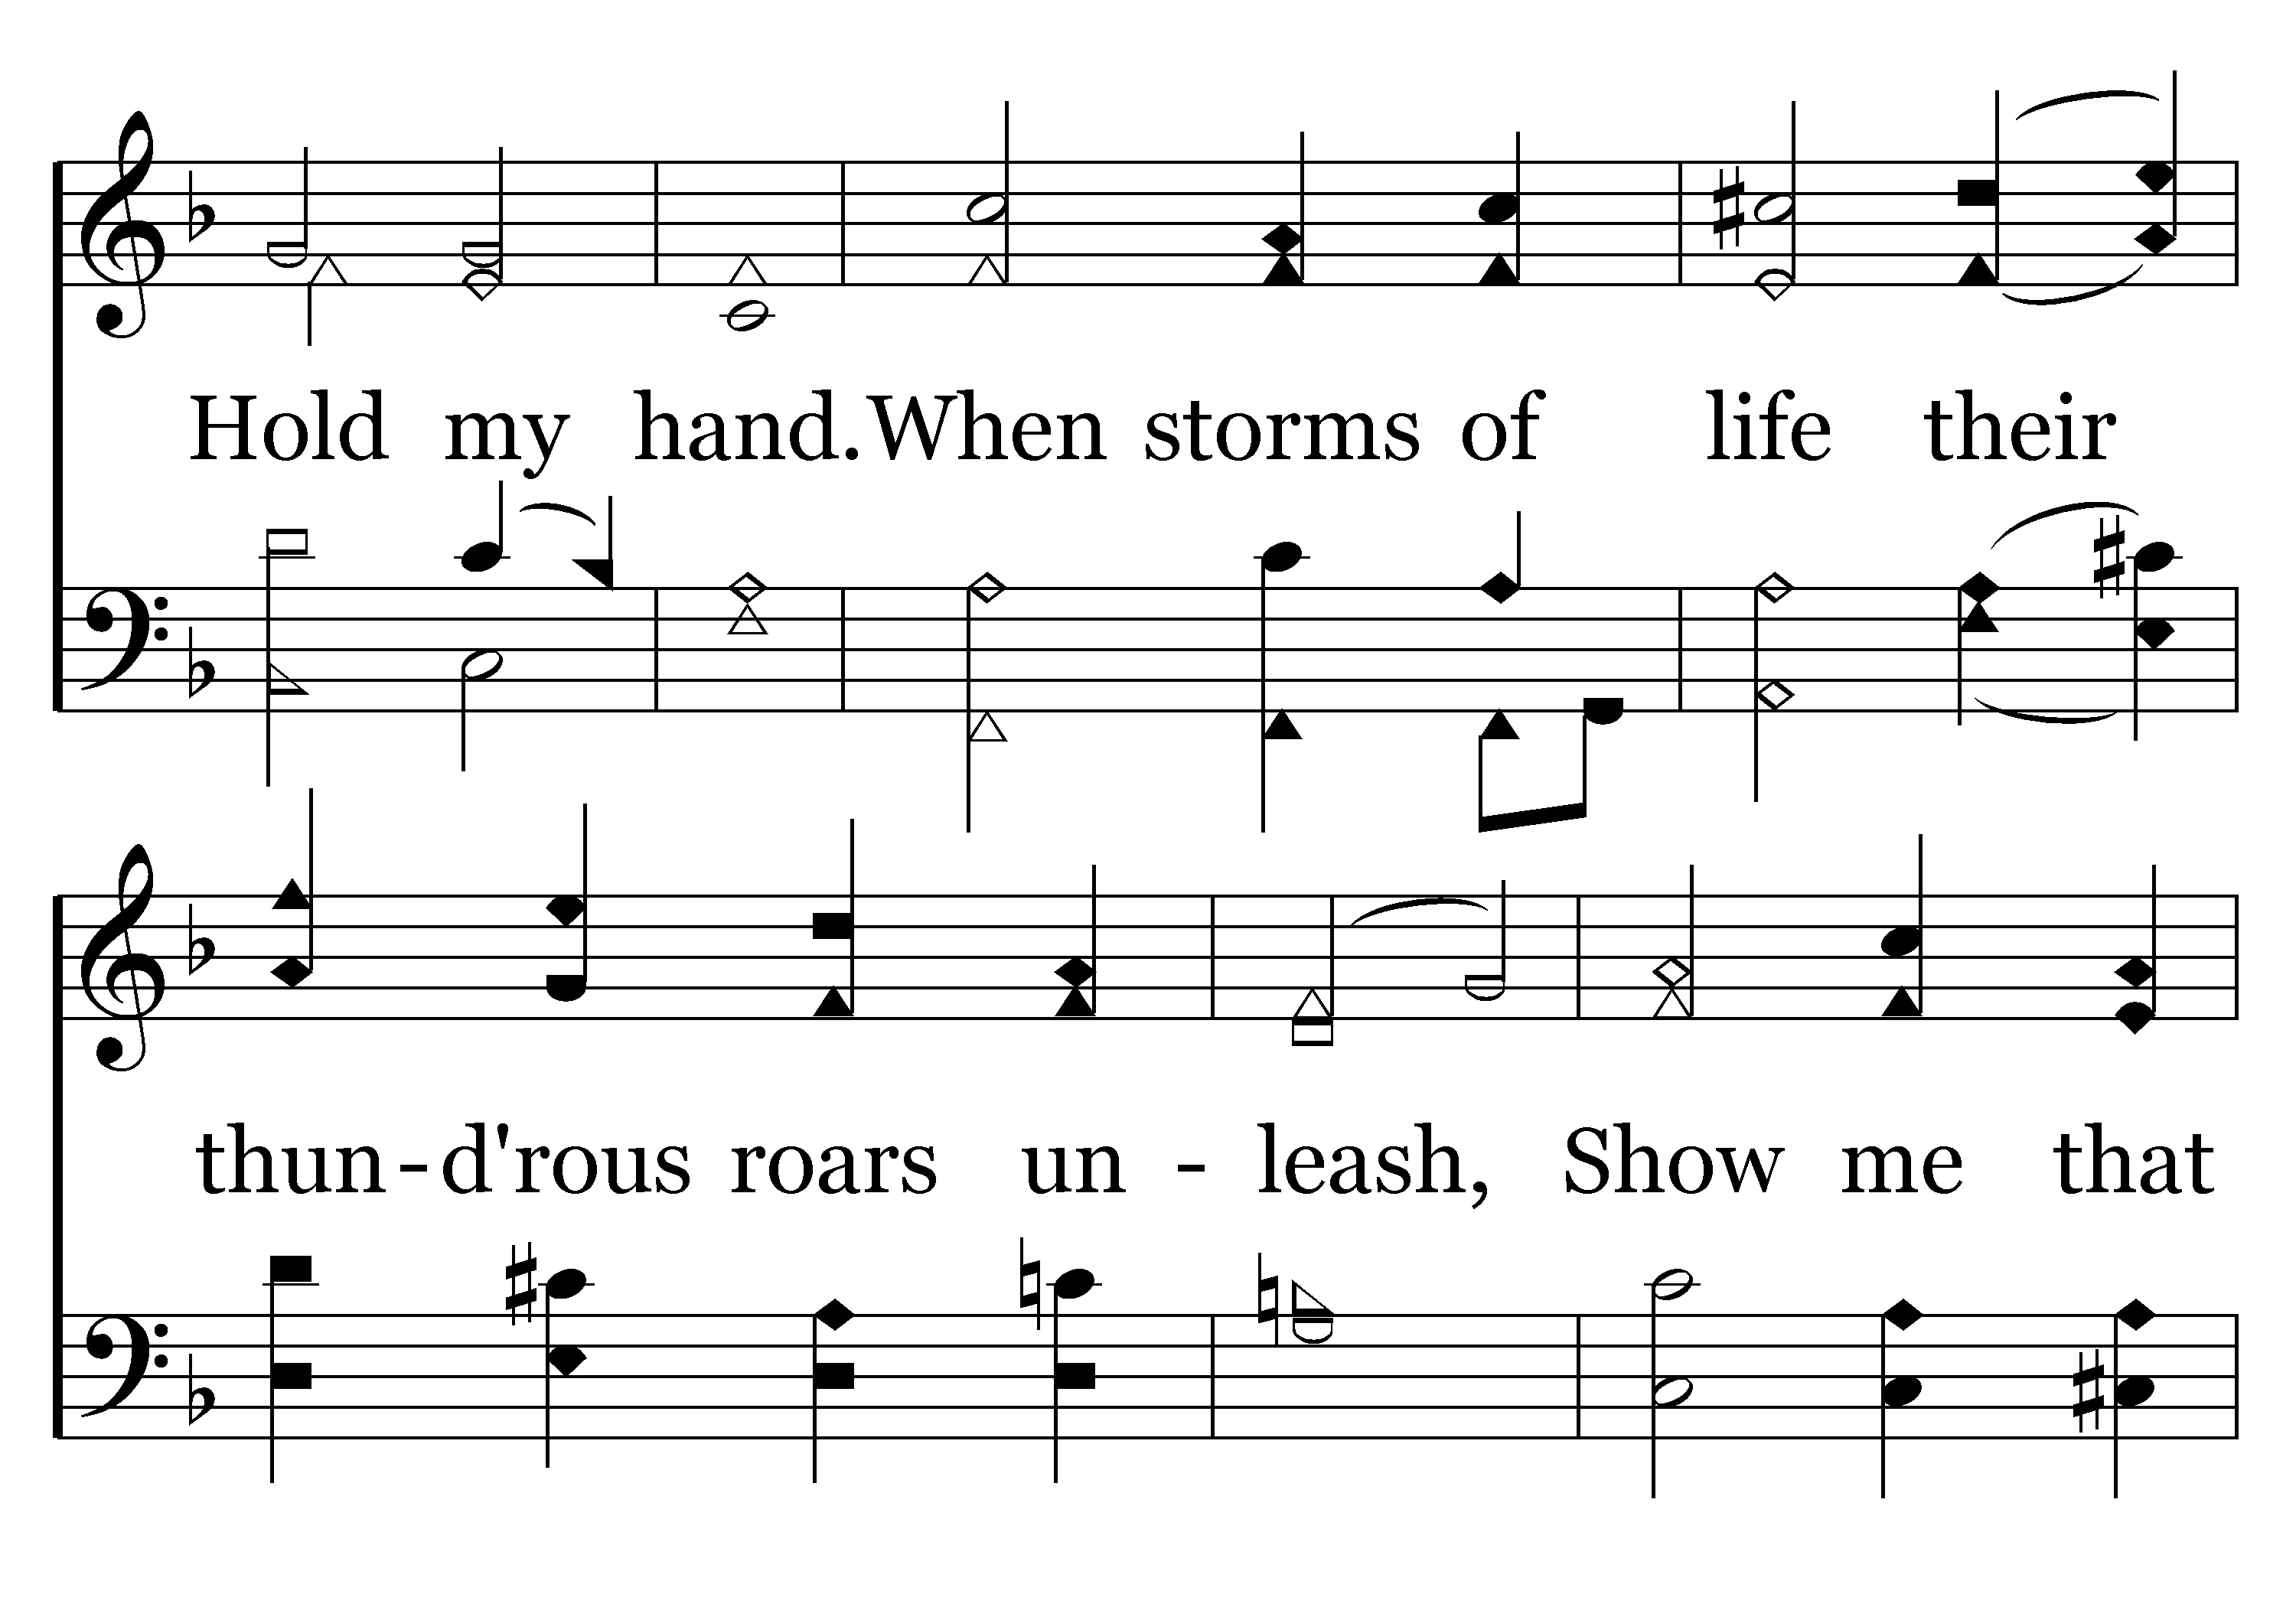 Hold my hand. When storms of life their
thun-d'rous roars un - leash, Show me that